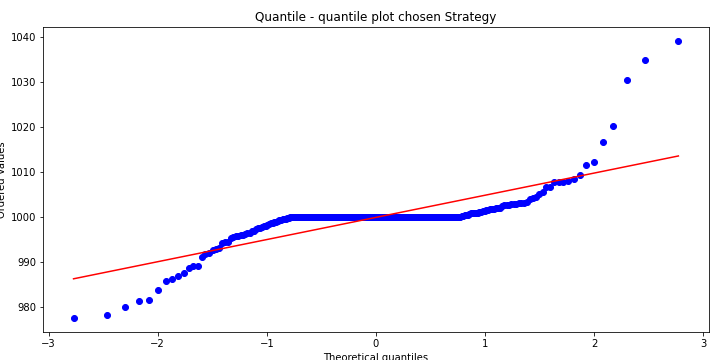 Quantile - quantile plot chosen Strategy
1040
1030
1020
1010
1000
990
980
Ordered Values
−3 −2 −1 0 1 2 3
Theoretical quantiles